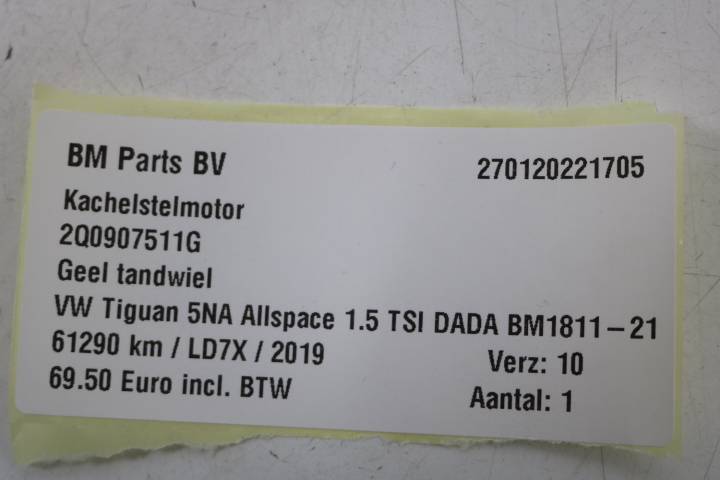 BM Parts BV 270120221705
Kachelstelmotor
2Q0907511G
Geel tandwiel
VW Tiguan 5NA Allspace 1.5 TSI DADA BM1811-21
61290 km / LD7X / 2019 Verz: 10
69.50 Euro incl. BTW Aantal: 1